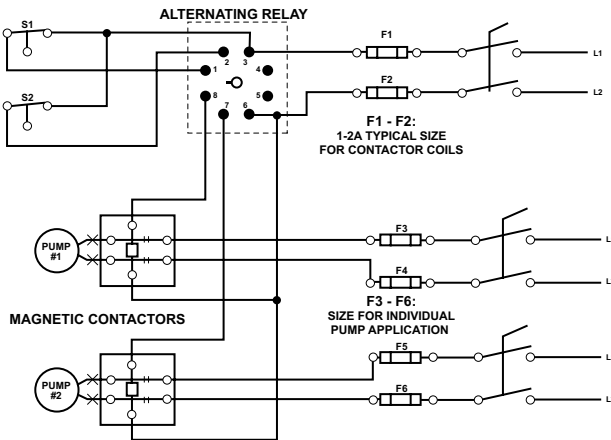 ALTERNATING RELAY
S1
F1
L1
2
3
1
4
F2
L2
S2
8
5
7
6
F1 - F2:
1-2A TYPICAL SIZE
FOR CONTACTOR COILS
F3
L
PUMP
#1
F4
L
F3 - F6:
SIZE FOR INDIVIDUAL
PUMP APPLICATION
MAGNETIC CONTACTORS
F5
L
PUMP
#2
F6
L